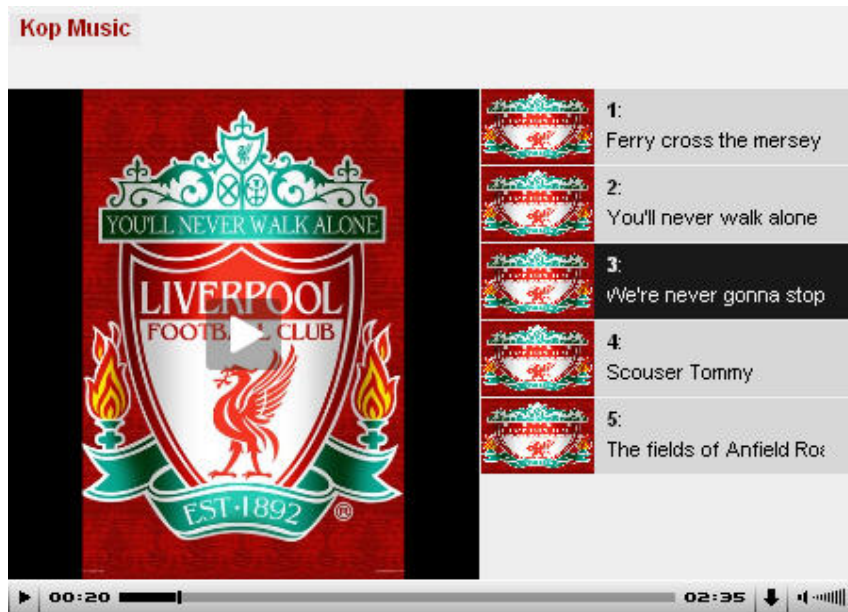 Kop Music
YOU'LL NEVER WALK ALONE
LIVERPOOL
FOOTBALL CLUB
EST·1892
®
1:
Ferry cross the mersey
2:
You'll never walk alone
3:
We're never gonna stop
4:
Scouser Tommy
5:
The fields of Anfield Roa
00:20
02:35